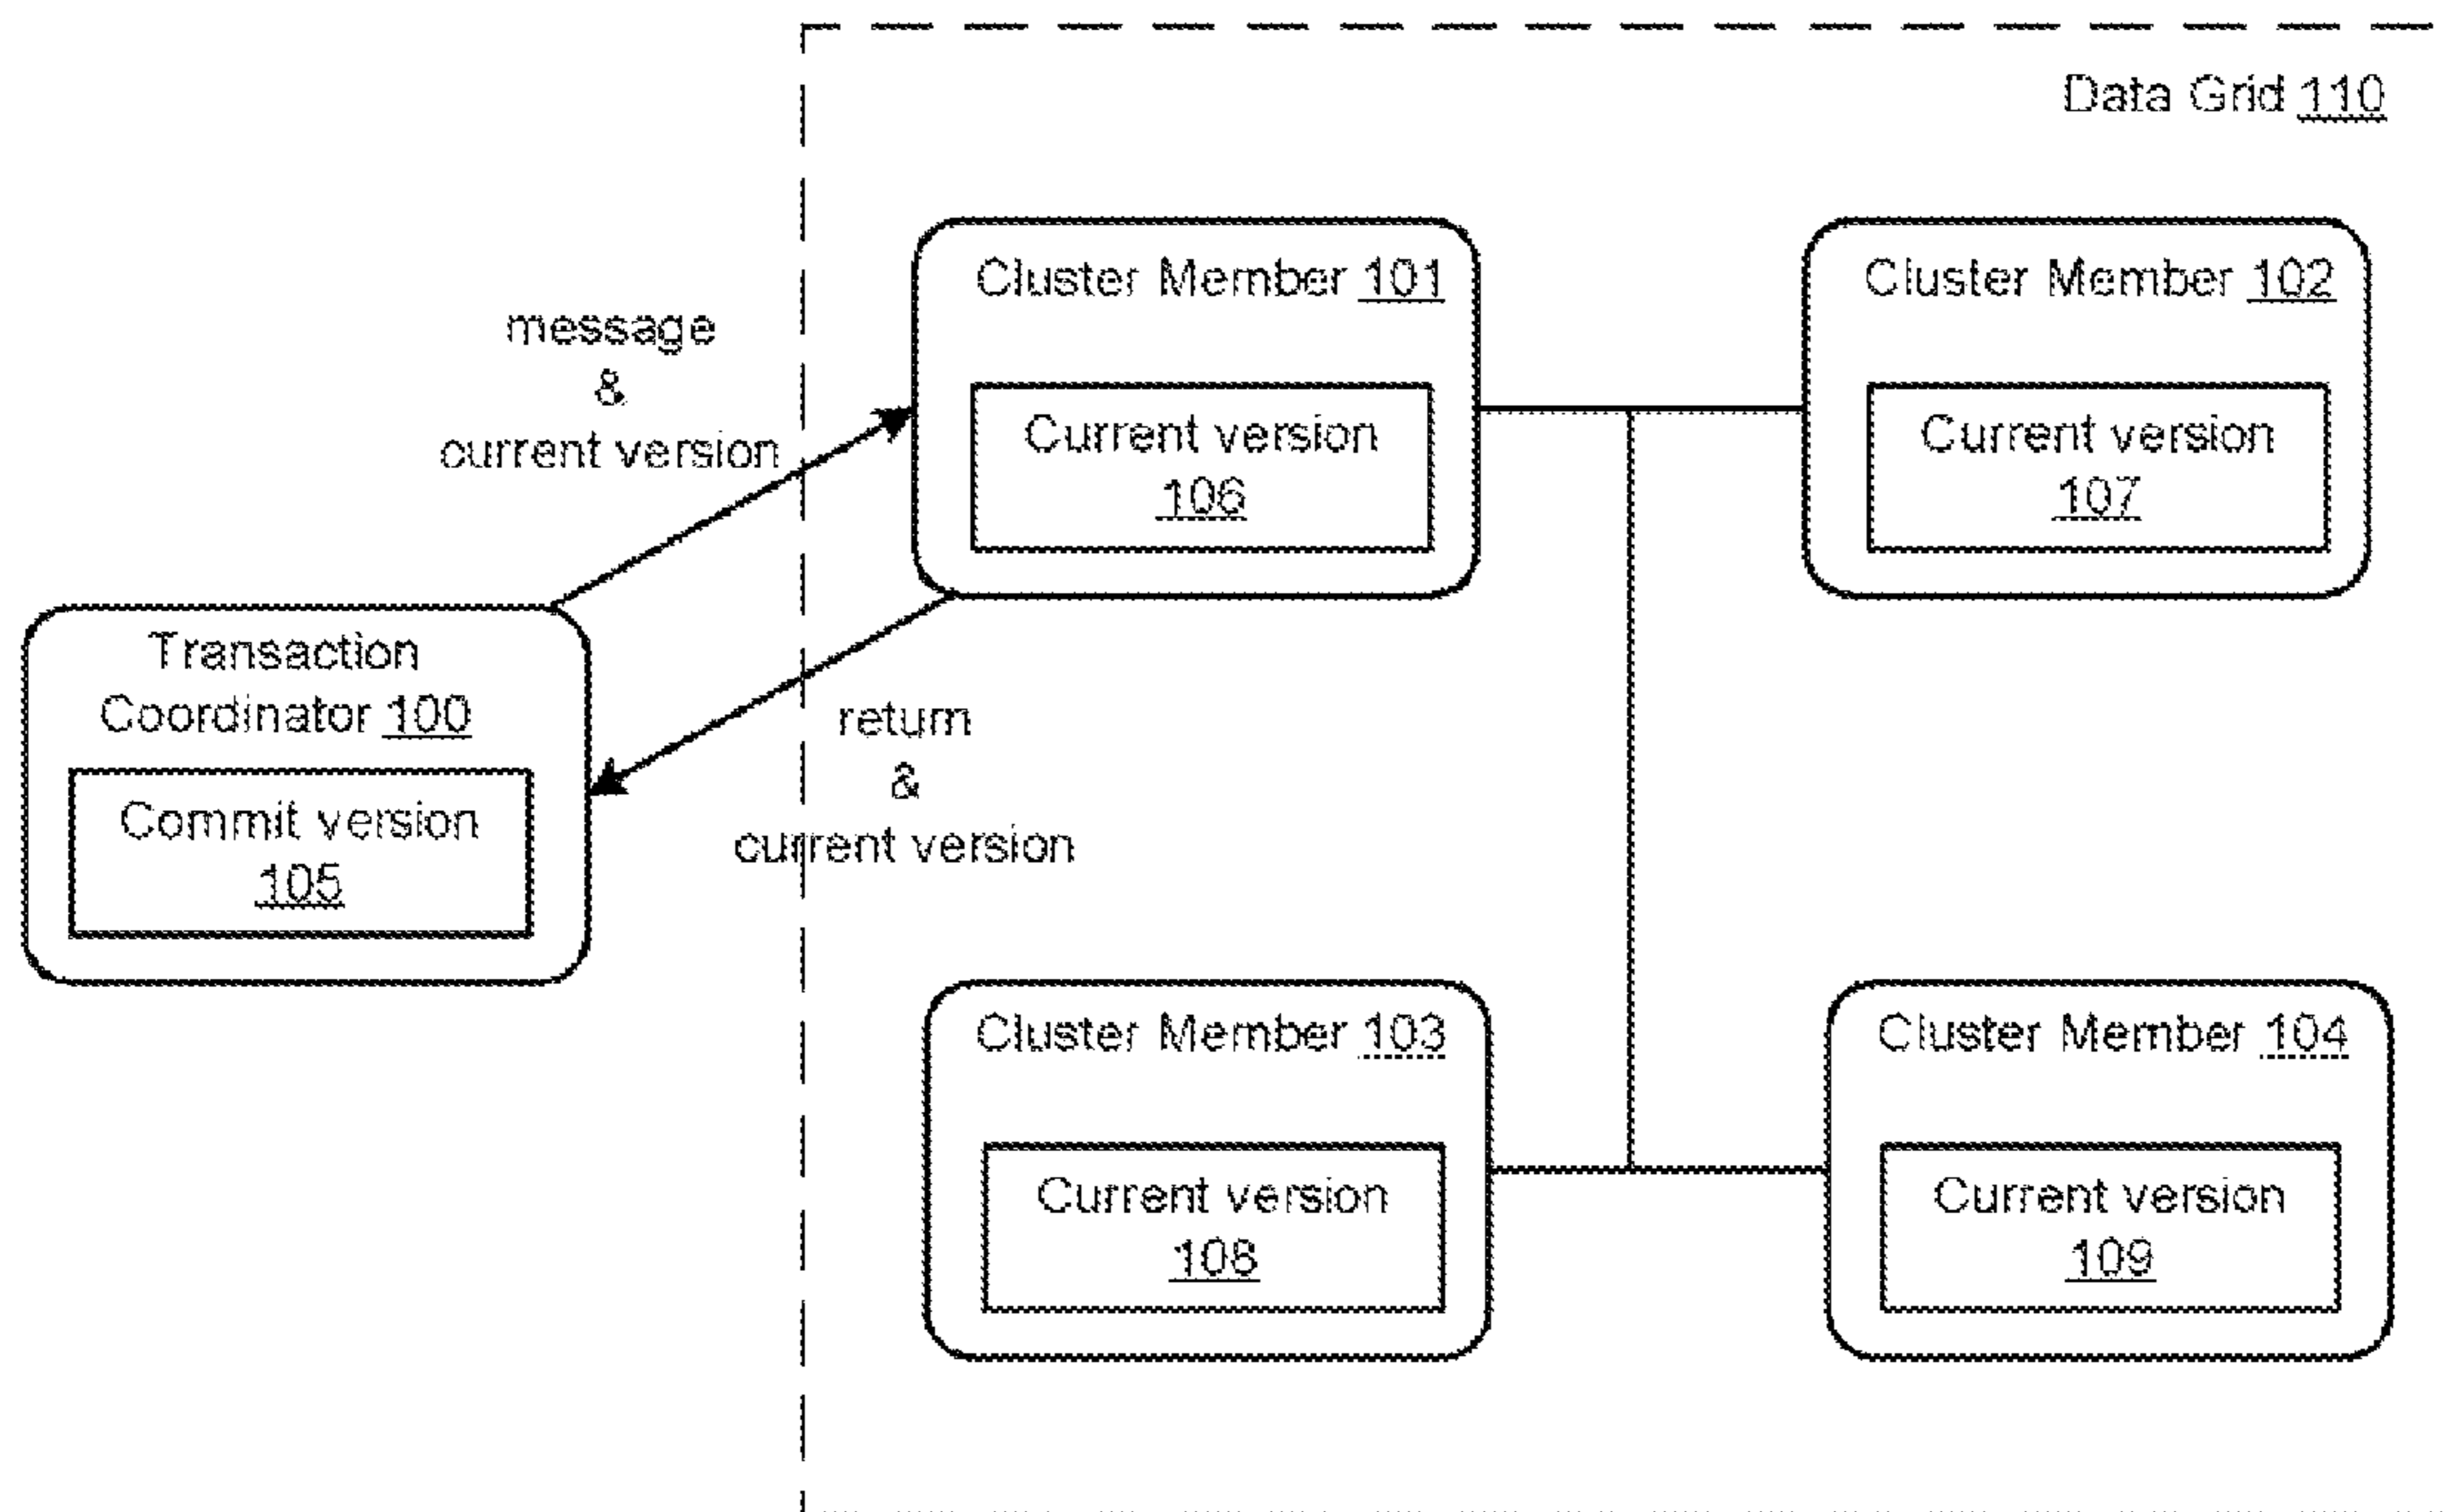 Data Grid 110
Cluster Member 101
Current version
106
Cluster Member 102
Current version
107
message
&
current version
Transaction
Coordinator 100
Commit version
105
return
&
current version
Cluster Member 103
Current version
108
Cluster Member 104
Current version
109